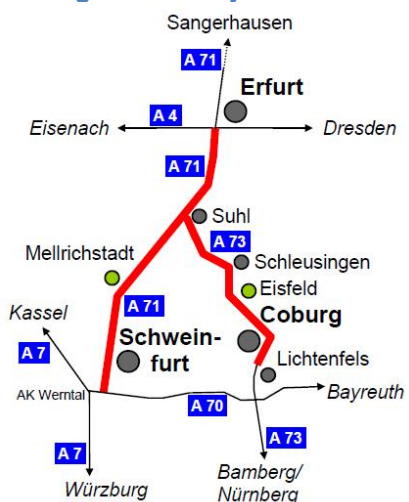 Sangerhausen
A 71
Erfurt
A 4
Eisenach
Dresden
A 71
Suhl
A 73
Mellrichstadt
Schleusingen
Eisfeld
A 71
Kassel
Coburg
Schwein-
furt
A 7
Lichtenfels
AK Werntal
Bayreuth
A 70
A 73
A 7
Bamberg/
Nürnberg
Würzburg